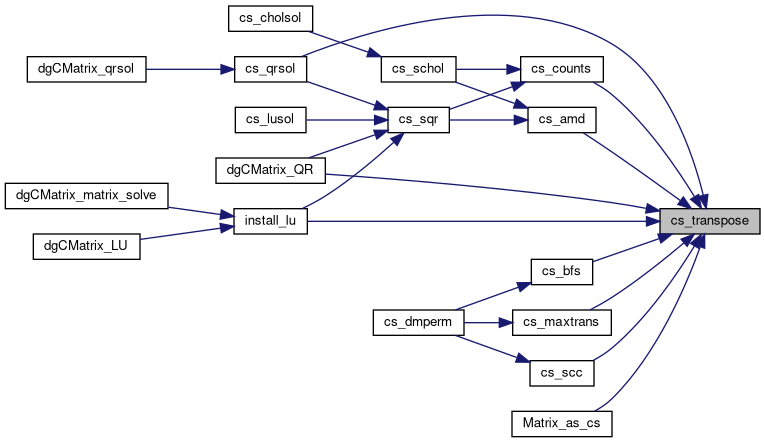 cs_cholsol
dgCMatrix_qrsol
cs_qrsol
cs_schol
cs_counts
cs_lusol
cs_sqr
cs_amd
dgCMatrix_QR
dgCMatrix_matrix_solve
install_lu
cs_transpose
dgCMatrix_LU
cs_bfs
cs_dmperm
cs_maxtrans
cs_scc
Matrix_as_cs